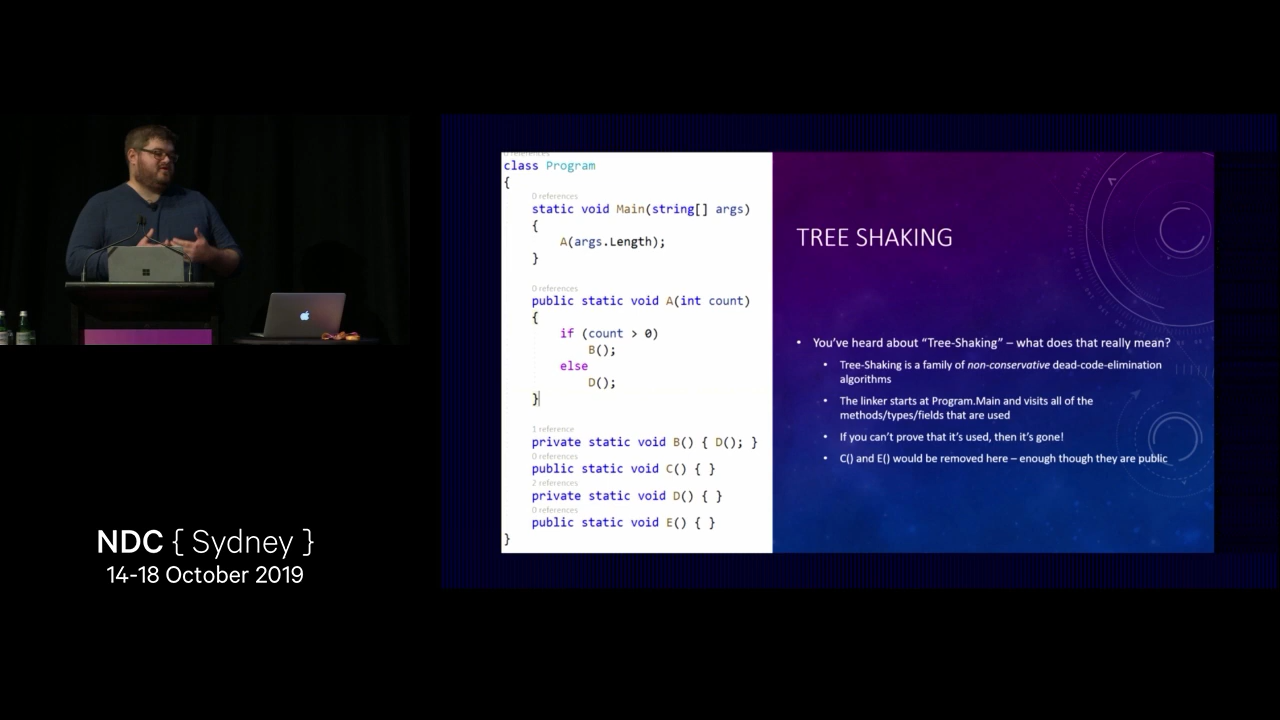 0 references
class Program
{
0 references
static void Main(string[] args)
{
A(args.Length);
}
0 references
public static void A(int count)
{
if (count > 0)
B();
else
D();
}
1 reference
private static void B() { D(); }
0 references
public static void C() { }
2 references
private static void D() { }
0 references
public static void E() { }
}
TREE SHAKING
• You've heard about “Tree-Shaking” – what does that really mean?
• Tree-Shaking is a family of non-conservative dead-code-elimination
algorithms
• The linker starts at Program.Main and visits all of the
methods/types/fields that are used
• If you can't prove that it's used, then it's gone!
• C() and E() would be removed here – enough though they are public
NDC { Sydney }
14-18 October 2019